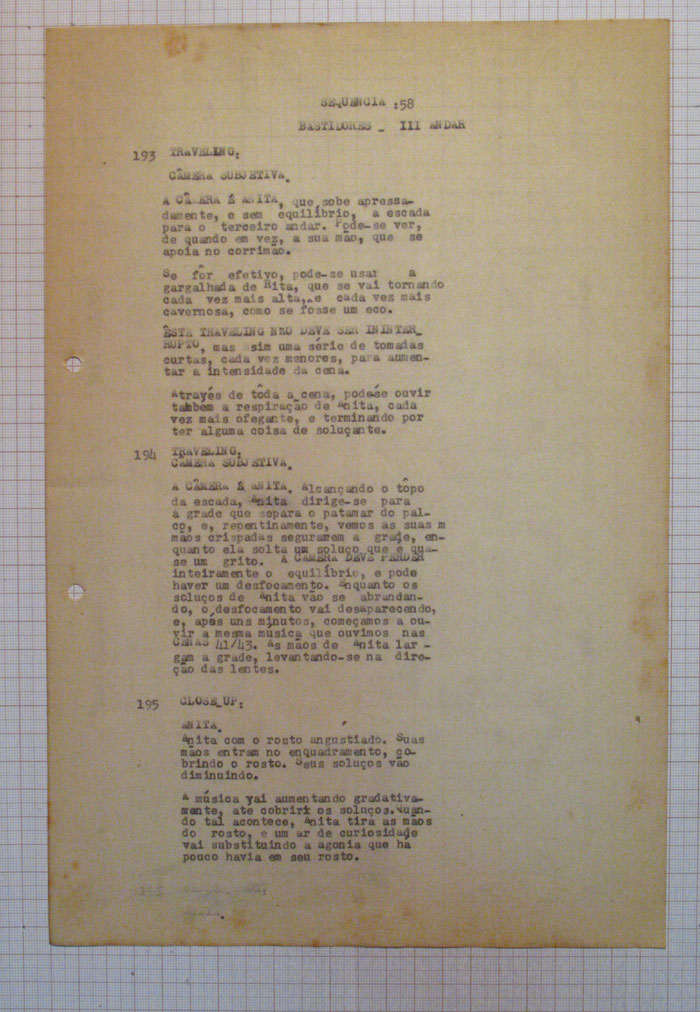 SEQUENCIA :58
BASTIDORES - III ANDAR
193 TRAVELING:
CÂMERA SUBJETIVA.
A CÂMERA É ANITA, que sobe apressa-
damente, e sem equilíbrio, a escada
para o terceiro andar. Pode-se ver,
de quando em vez, a sua mão, que se
apoia no corrimão.
Se fôr efetivo, pode-se usar a
gargalhada de Rita, que se vai tornando
cada vez mais alta, e cada vez mais
cavernosa, como se fosse um eco.
ÊSTE TRAVELING NÃO DEVE SER ININTER_
RUPTO, mas sim uma série de tomadas
curtas, cada vez menores, para aumen-
tar a intensidade da cena.
Atrayés de tôda a cena, podese ouvir
tambem a respiração de Anita, cada
vez mais ofegante, e terminando por
ter alguma coisa de soluçante.
194 TRAVELING:
CÂMERA SUBJETIVA.
A CÂMERA É ANITA. Alcançando o tôpo
da escada, Anita dirige-se para
a grade que separa o patamar do pal-
co, e, repentinamente, vemos as suas m
mãos crispadas segurarem a grade, en-
quanto ela solta um soluço que é qua-
se um grito. A CÂMERA DEVE PERDER
inteiramente o equilíbrio, e pode
haver um desfocamento. Enquanto os
soluços de Anita vão se abrandan-
do, o desfocamento vai desaparecendo,
e, após uns minutos, começamos a ou-
vir a mesma música que ouvimos nas
CENAS 41/43. As mãos de Anita lar -
gam a grade, levantando-se na dire-
ção das lentes.
195 CLOSE_UP:
ANITA.
Anita com o rosto angustiado. Suas
mãos entram no enquadramento, co-
brindo o rosto. Seus soluços vão
diminuindo.
A música vai aumentando gradativa-
mente, ate cobrir os soluços. Quan-
do tal acontece, Anita tira as mãos
do rosto, e um ar de curiosidade
vai substituindo a agonia que há
pouco havia em seu rosto.